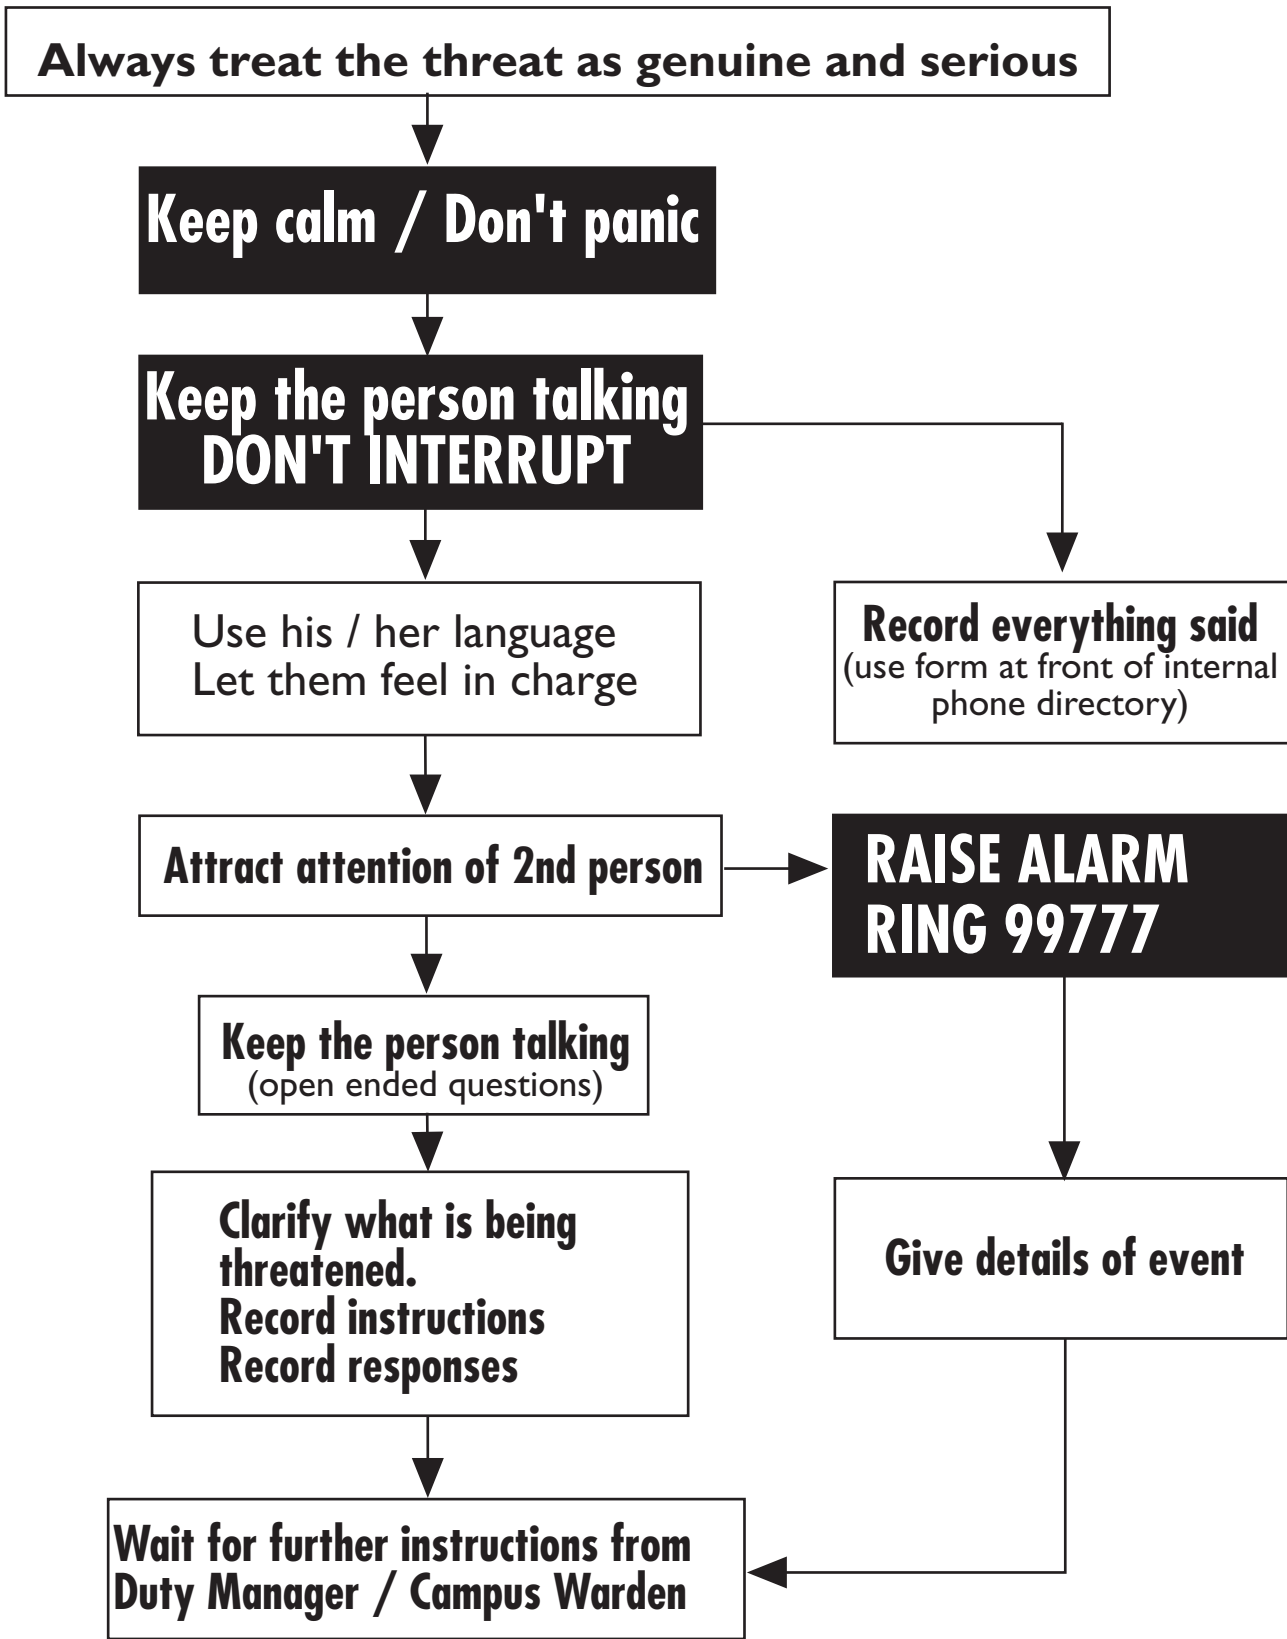 Always treat the threat as genuine and serious
Keep calm / Don't panic
Keep the person talking
DON'T INTERRUPT
Use his / her language
Let them feel in charge
Record everything said
(use form at front of internal
phone directory)
Attract attention of 2nd person
RAISE ALARM
RING 99777
Keep the person talking
(open ended questions)
Clarify what is being
threatened.
Record instructions
Record responses
Give details of event
Wait for further instructions from
Duty Manager / Campus Warden